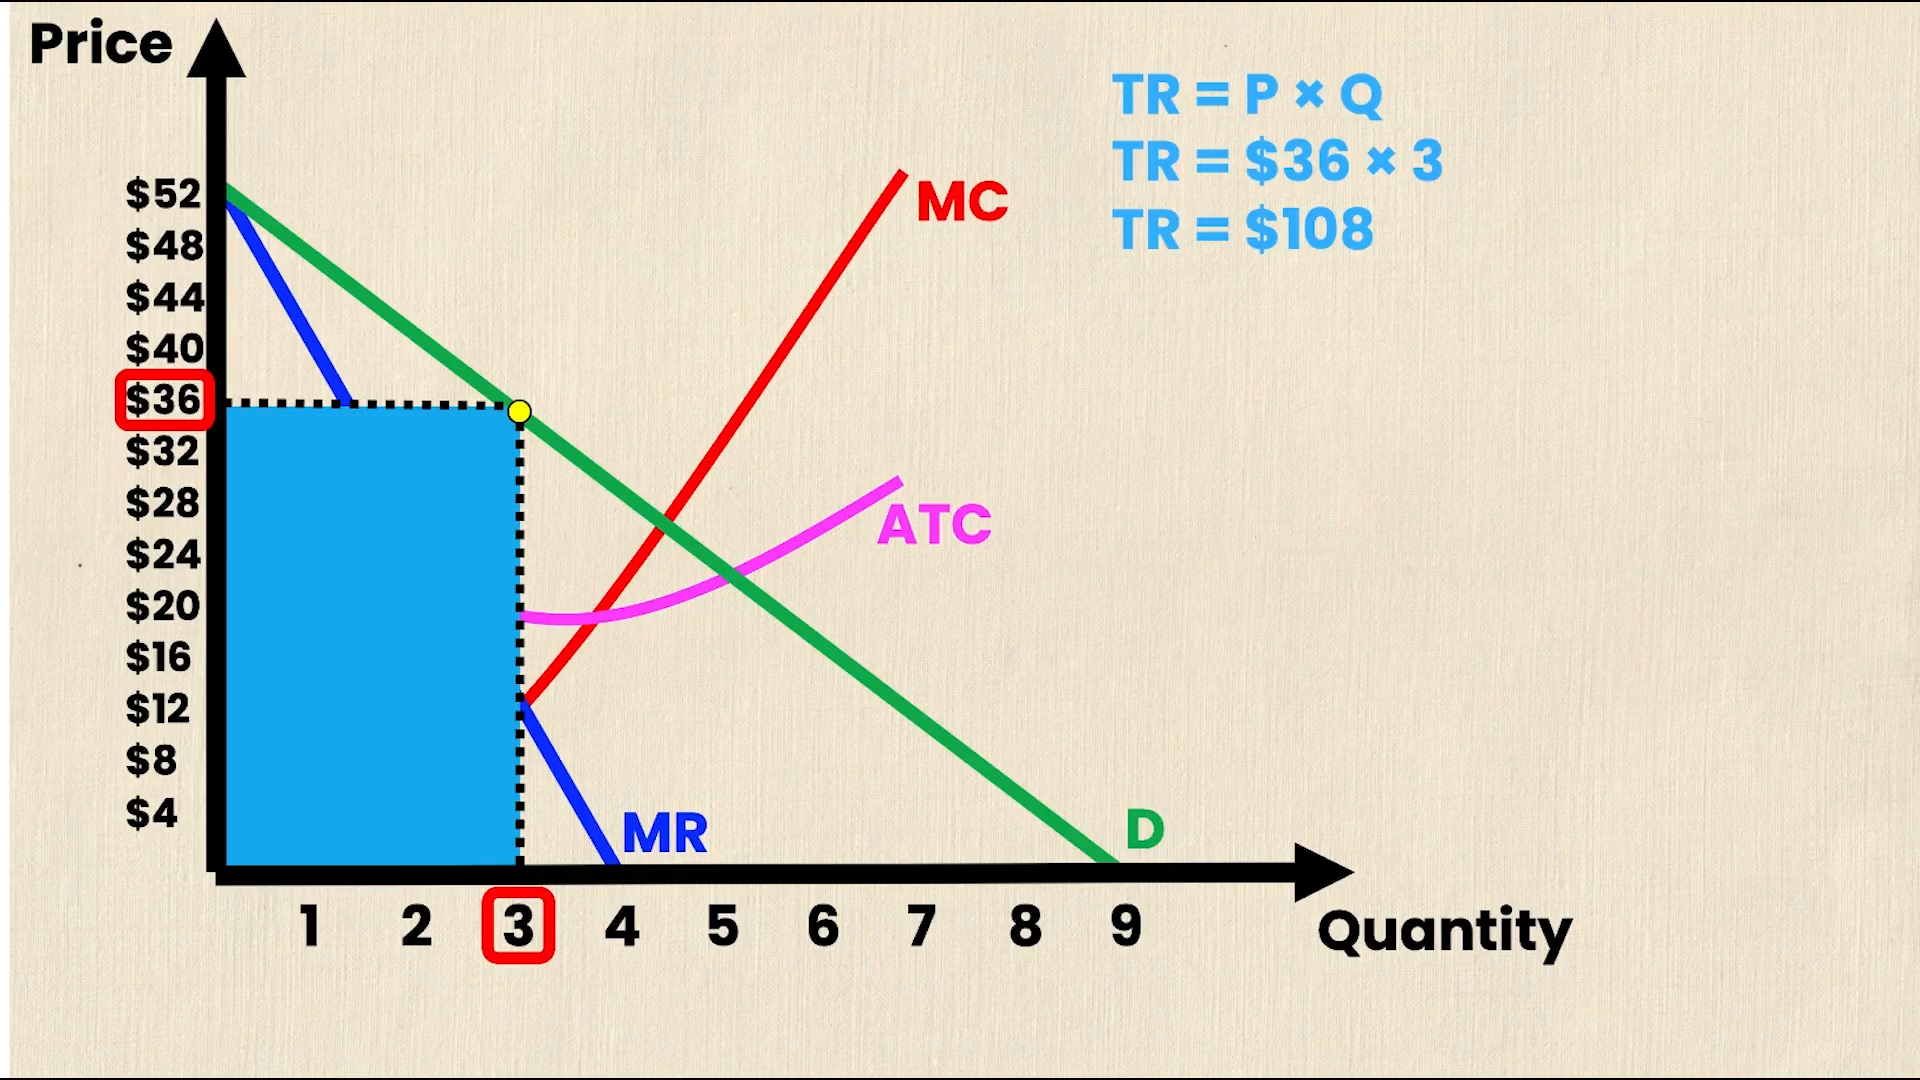 Price
TR = P × Q
TR = $36 × 3
TR = $108
$52
MC
$48
$44
$40
$36
$32
$28
ATC
$24
$20
$16
$12
$8
$4
MR
D
1 2 3 4 5 6 7 8 9
Quantity